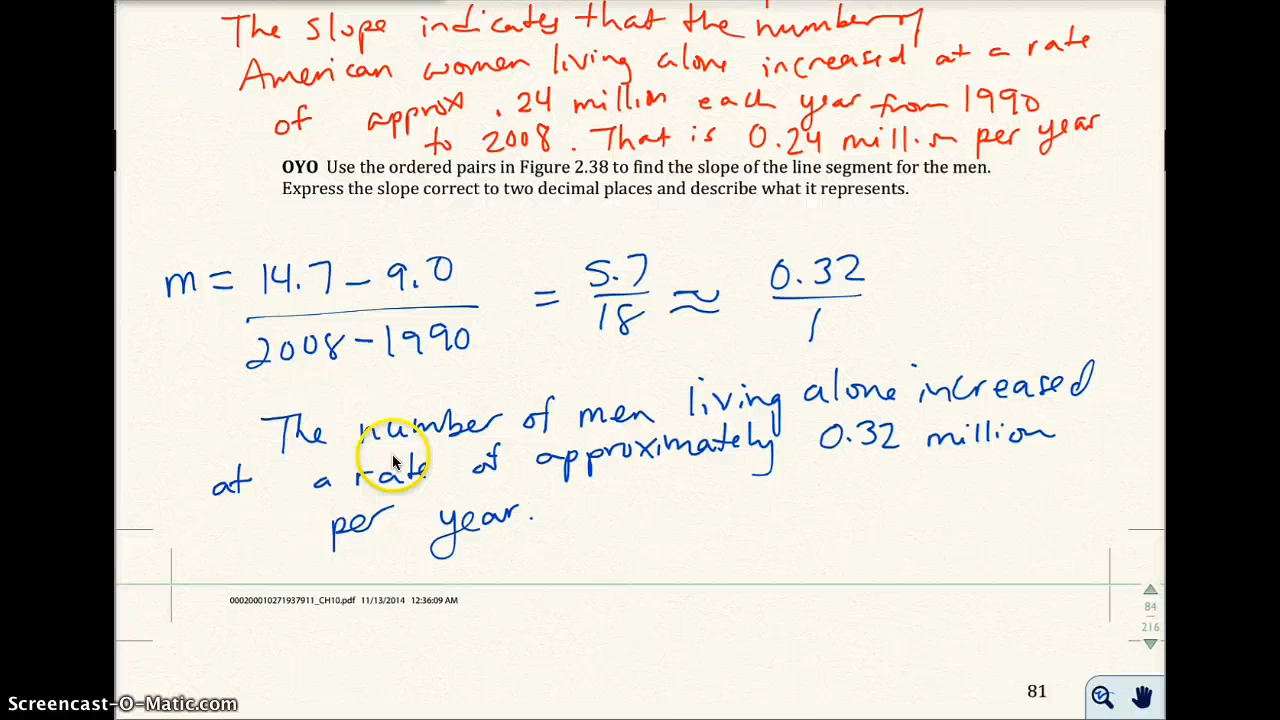 The slope indicates that the number of
American women living alone increased at a rate
of approx .24 million each year from 1990
to 2008. That is 0.24 million per year
OYO Use the ordered pairs in Figure 2.38 to find the slope of the line segment for the men.
Express the slope correct to two decimal places and describe what it represents.
m = 14.7 - 9.0 / 2008 - 1990 = 5.7 / 18 ≈ 0.32 / 1
The number of men living alone increased
at a rate of approximately 0.32 million
per year.
000200010271937911_CH10.pdf 11/13/2014 12:36:09 AM
84
216
81
Screencast-O-Matic.com